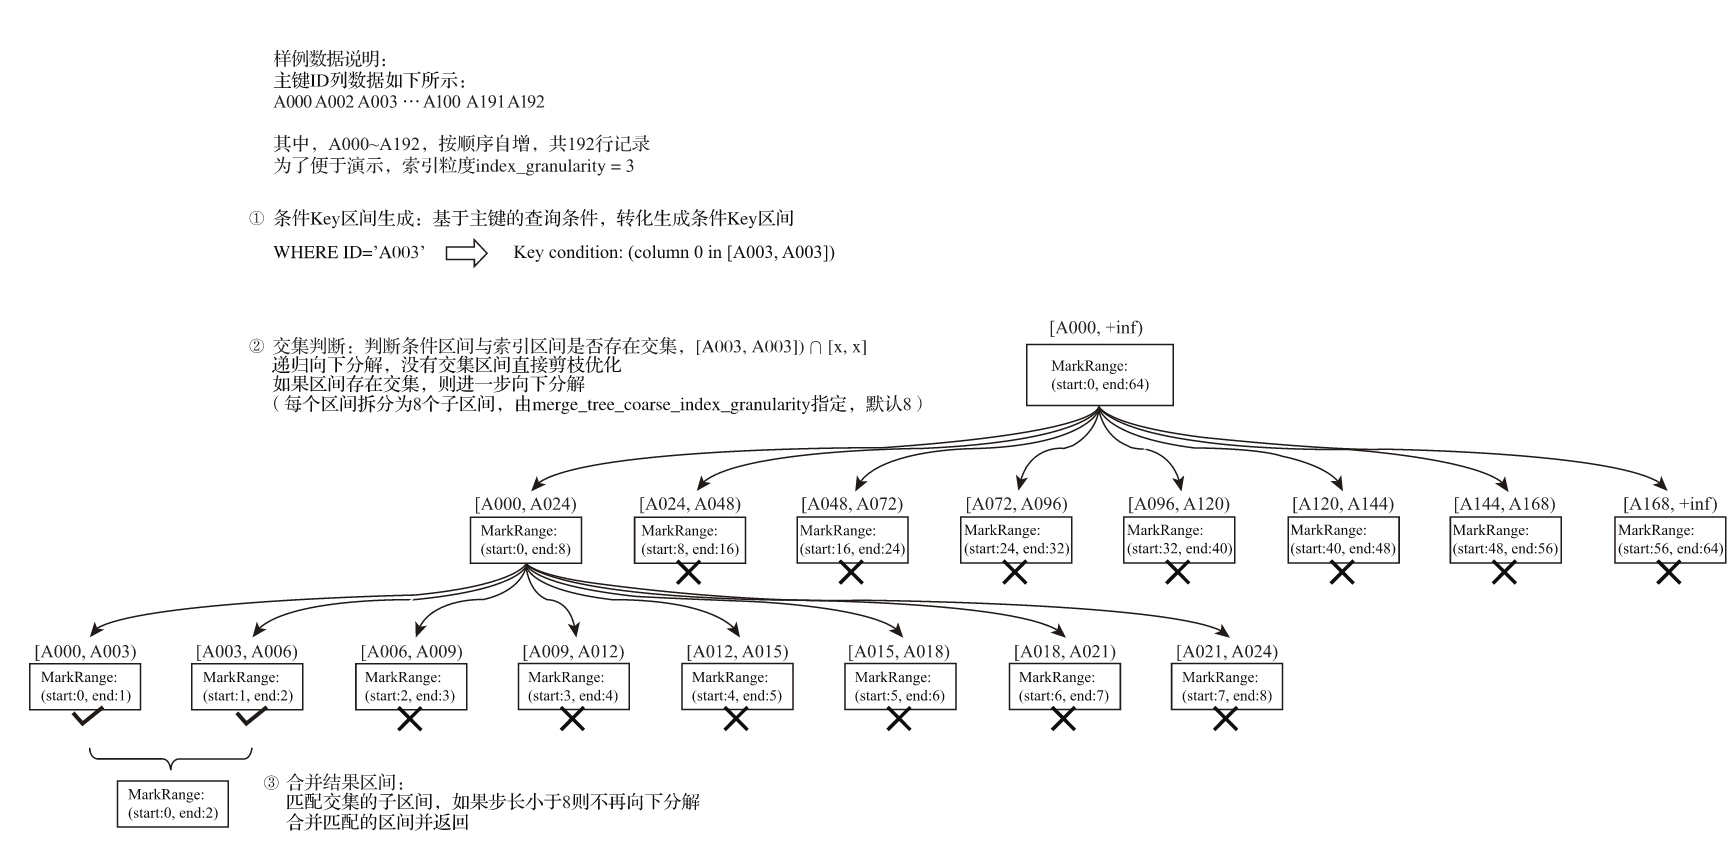 样例数据说明：
主键ID列数据如下所示：
A000 A002 A003 ··· A100 A191 A192
其中，A000~A192，按顺序自增，共192行记录
为了便于演示，索引粒度index_granularity = 3
① 条件Key区间生成：基于主键的查询条件，转化生成条件Key区间
WHERE ID='A003'
Key condition: (column 0 in [A003, A003])
② 交集判断：判断条件区间与索引区间是否存在交集，[A003, A003]) ∩ [x, x]
递归向下分解，没有交集区间直接剪枝优化
如果区间存在交集，则进一步向下分解
（每个区间拆分为8个子区间，由merge_tree_coarse_index_granularity指定，默认8）
[A000, +inf)
MarkRange:
(start:0, end:64)
[A000, A024)
MarkRange:
(start:0, end:8)
[A024, A048)
MarkRange:
(start:8, end:16)
[A048, A072)
MarkRange:
(start:16, end:24)
[A072, A096)
MarkRange:
(start:24, end:32)
[A096, A120)
MarkRange:
(start:32, end:40)
[A120, A144)
MarkRange:
(start:40, end:48)
[A144, A168)
MarkRange:
(start:48, end:56)
[A168, +inf)
MarkRange:
(start:56, end:64)
[A000, A003)
MarkRange:
(start:0, end:1)
[A003, A006)
MarkRange:
(start:1, end:2)
[A006, A009)
MarkRange:
(start:2, end:3)
[A009, A012)
MarkRange:
(start:3, end:4)
[A012, A015)
MarkRange:
(start:4, end:5)
[A015, A018)
MarkRange:
(start:5, end:6)
[A018, A021)
MarkRange:
(start:6, end:7)
[A021, A024)
MarkRange:
(start:7, end:8)
MarkRange:
(start:0, end:2)
③ 合并结果区间：
匹配交集的子区间，如果步长小于8则不再向下分解
合并匹配的区间并返回